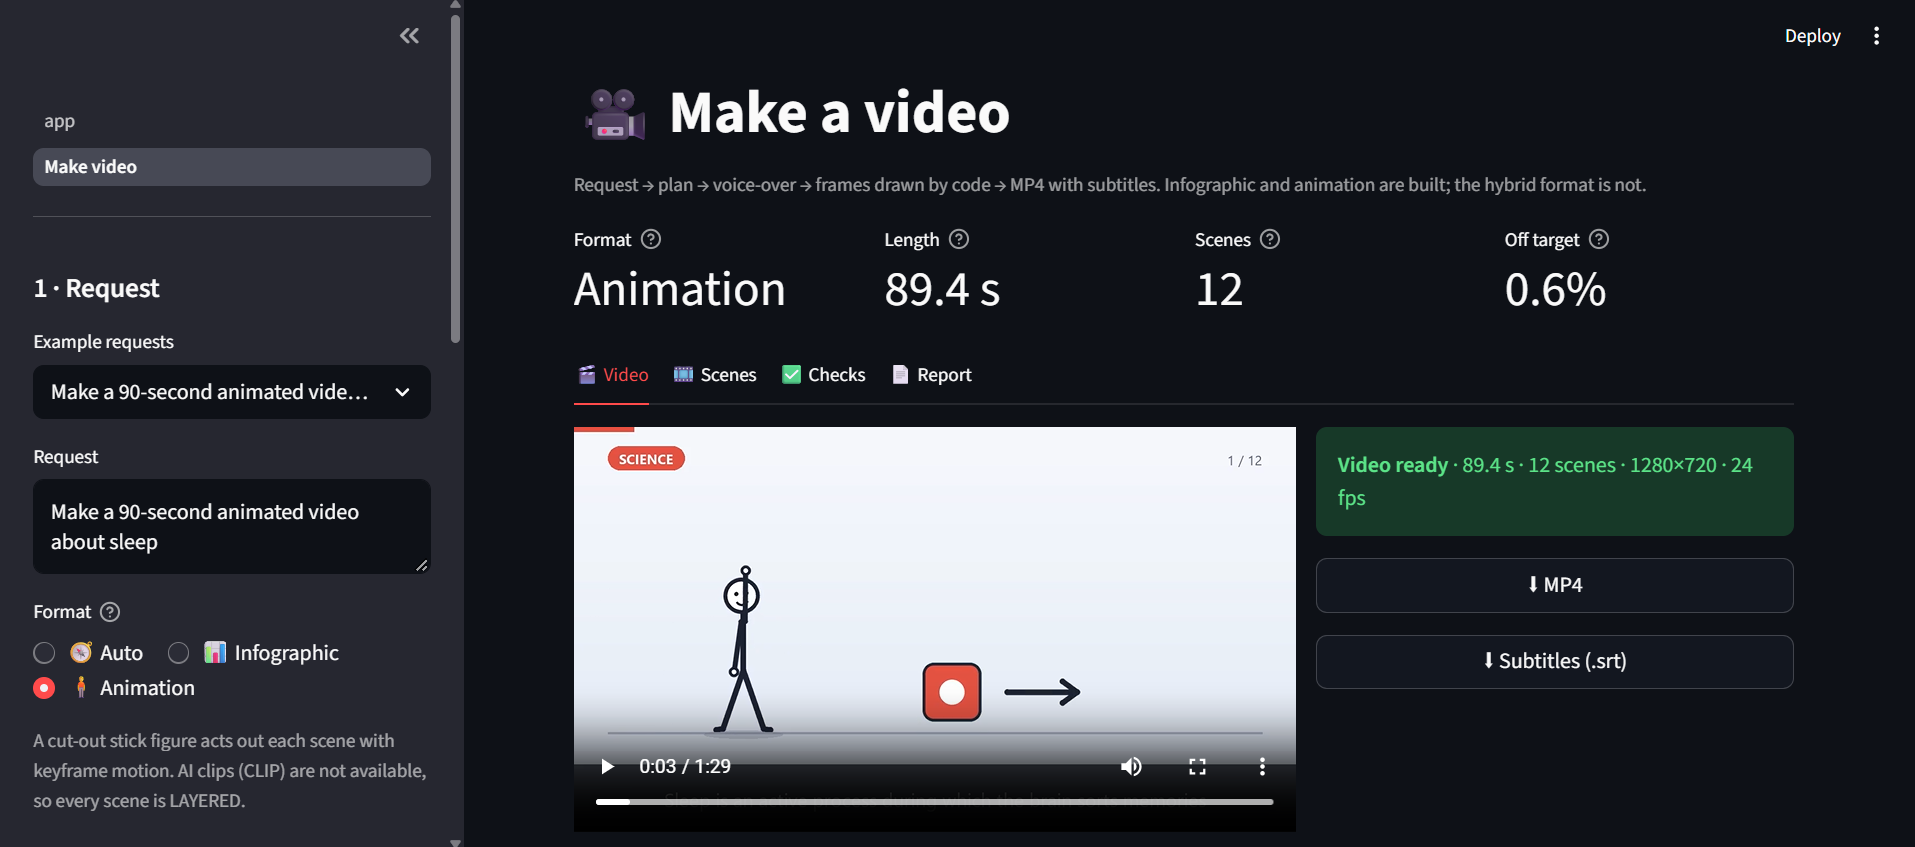 app
Make video
1 · Request
Example requests
Make a 90-second animated vide...
Request
Make a 90-second animated video
about sleep
Format
Auto
Infographic
Animation
A cut-out stick figure acts out each scene with
keyframe motion. AI clips (CLIP) are not available,
so every scene is LAYERED.
Deploy
Make a video
Request → plan → voice-over → frames drawn by code → MP4 with subtitles. Infographic and animation are built; the hybrid format is not.
Format
Length
Scenes
Off target
Animation
89.4 s
12
0.6%
Video
Scenes
Checks
Report
SCIENCE
1 / 12
0:03 / 1:29
Video ready · 89.4 s · 12 scenes · 1280×720 · 24
fps
⬇ MP4
⬇ Subtitles (.srt)